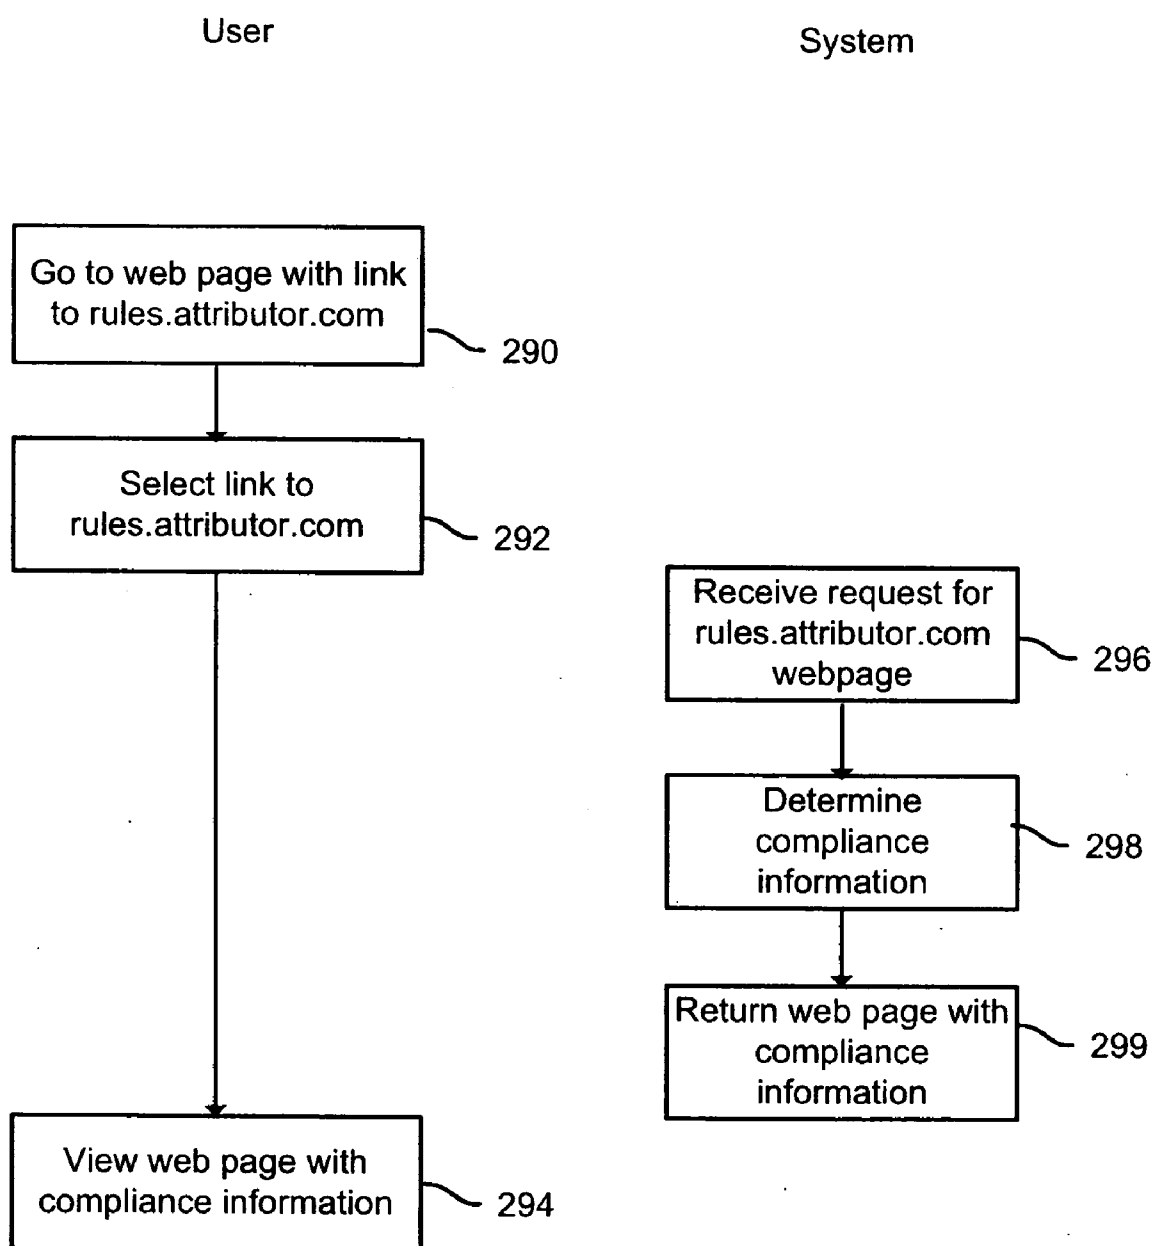 User
System
Go to web page with link
to rules.attributor.com
290
Select link to
rules.attributor.com
292
Receive request for
rules.attributor.com
webpage
296
Determine
compliance
information
298
Return web page with
compliance
information
299
View web page with
compliance information
294